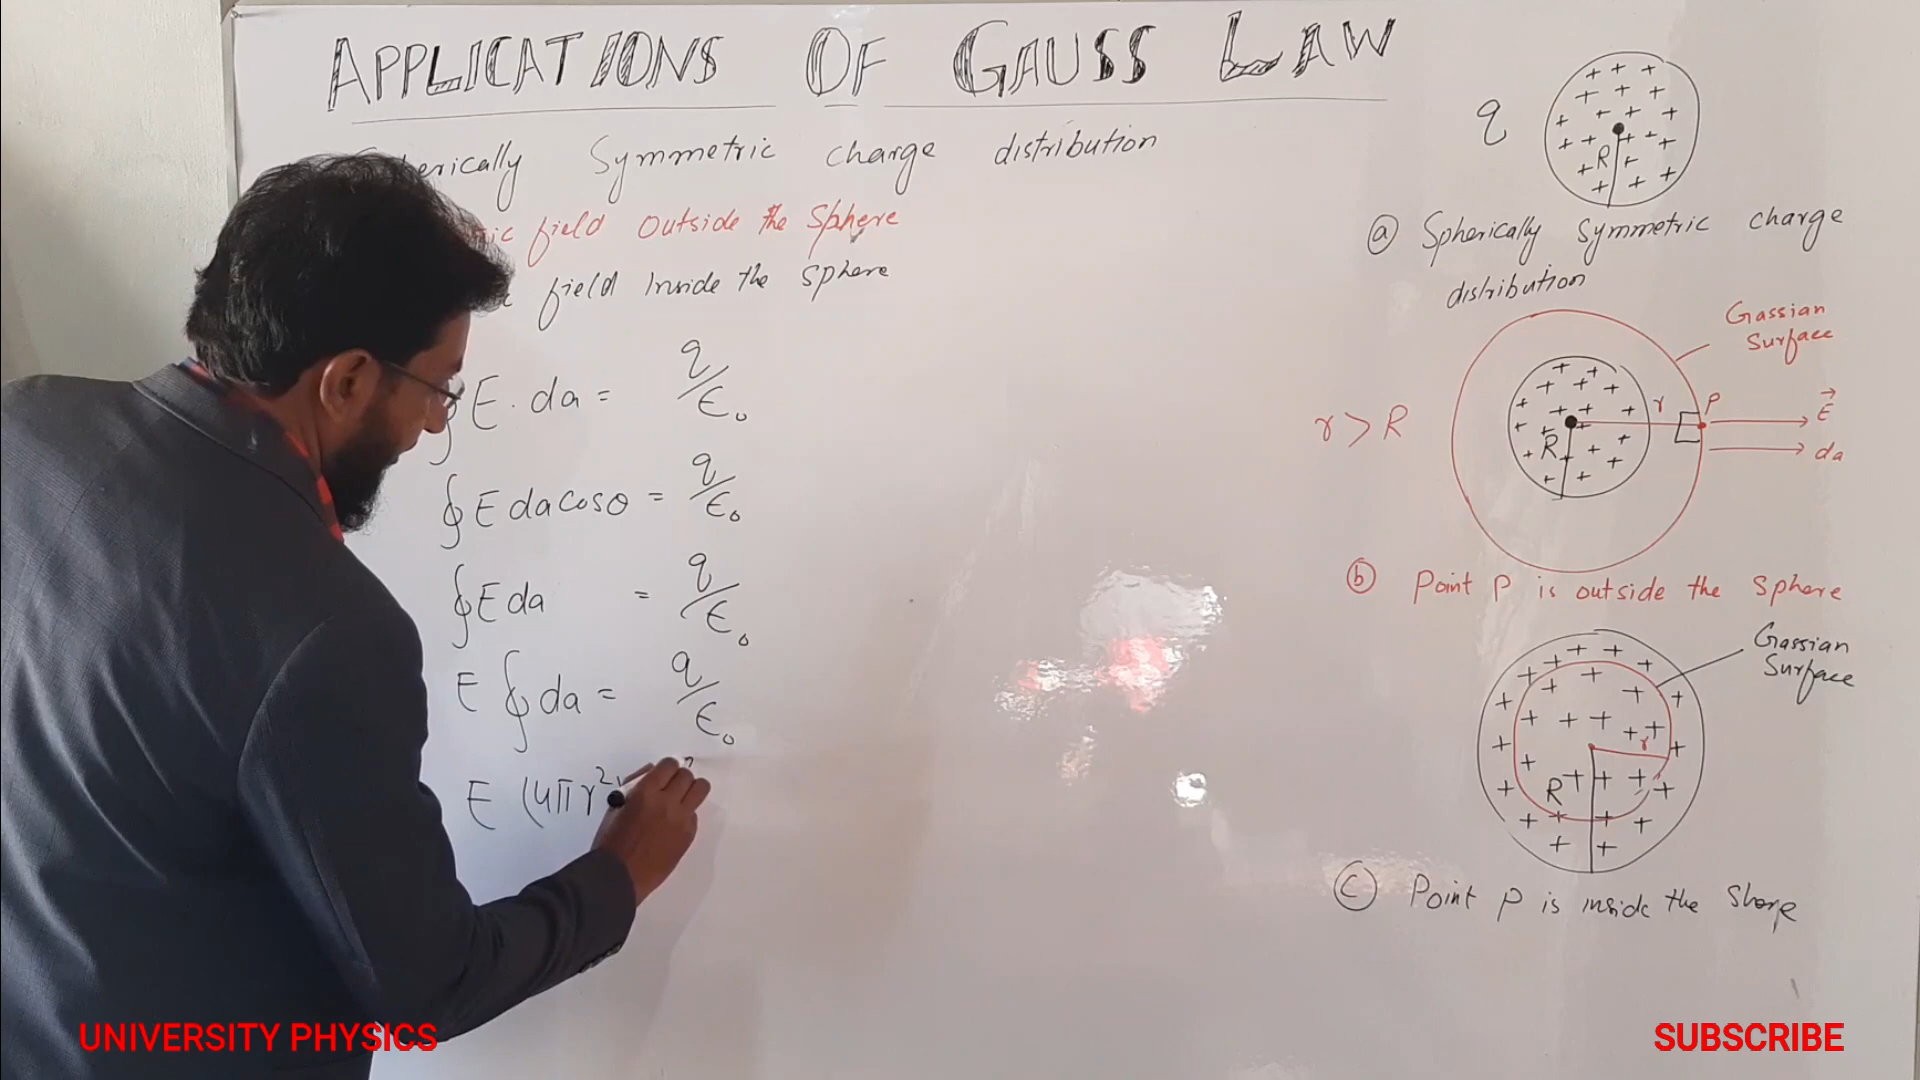 APPLICATIONS OF GAUSS LAW
Symmetric charge distribution
field outside the Sphere
field Inside the sphere
∮E . da = q/ε₀
∮E da cosθ = q/ε₀
∮E da = q/ε₀
E ∮ da = q/ε₀
E (4πr²
q
R
ⓐ Spherically Symmetric charge
distribution
Gassian
Surface
r > R
R
r
P
E⃗
da
ⓑ Point P is outside the sphere
Gassian
Surface
r
R
ⓒ Point P is inside the
UNIVERSITY PHYSICS
SUBSCRIBE